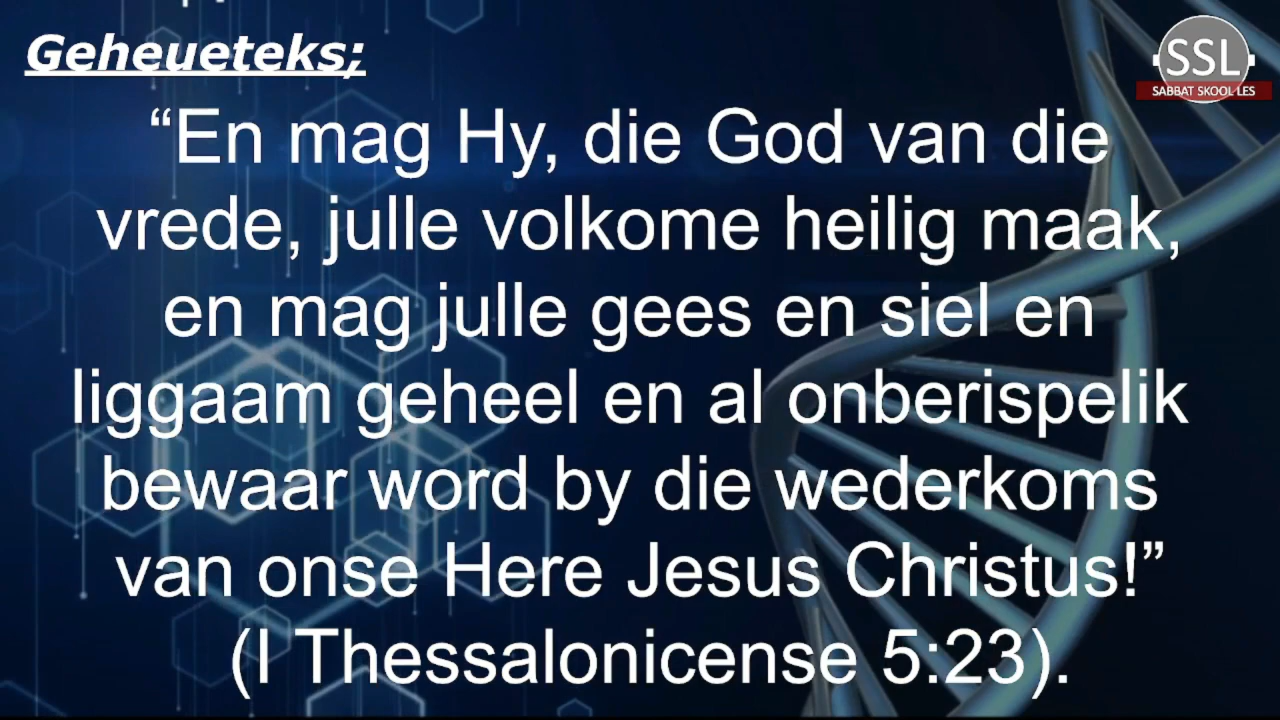 Geheueteks;
SSL
SABBAT SKOOL LES
“En mag Hy, die God van die
vrede, julle volkome heilig maak,
en mag julle gees en siel en
liggaam geheel en al onberispelik
bewaar word by die wederkoms
van onse Here Jesus Christus!”
(I Thessalonicense 5:23).